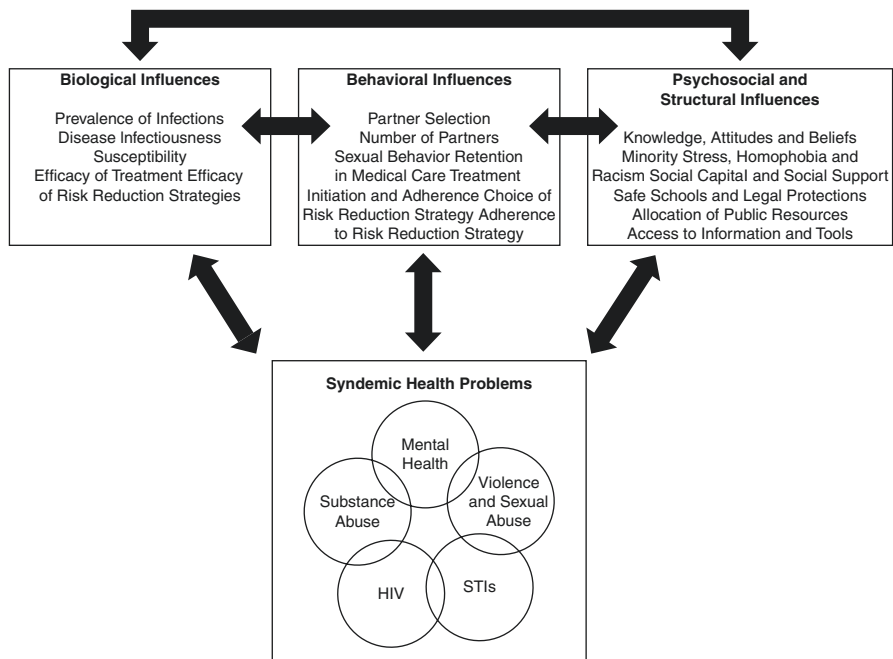 Biological Influences
Prevalence of Infections
Disease Infectiousness
Susceptibility
Efficacy of Treatment Efficacy
of Risk Reduction Strategies
Behavioral Influences
Partner Selection
Number of Partners
Sexual Behavior Retention
in Medical Care Treatment
Initiation and Adherence Choice of
Risk Reduction Strategy Adherence
to Risk Reduction Strategy
Psychosocial and
Structural Influences
Knowledge, Attitudes and Beliefs
Minority Stress, Homophobia and
Racism Social Capital and Social Support
Safe Schools and Legal Protections
Allocation of Public Resources
Access to Information and Tools
Syndemic Health Problems
Mental
Health
Substance
Abuse
Violence
and Sexual
Abuse
HIV
STIs